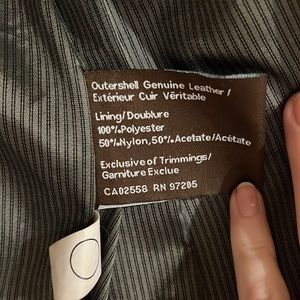 Outershell Genuine Leather /
Extérieur Cuir Véritable
Lining/Doublure
100%Polyester
50%Nylon,50%Acetate/Acétate
Exclusive of Trimmings/
Garniture Exclue
CA02558 RN 97205